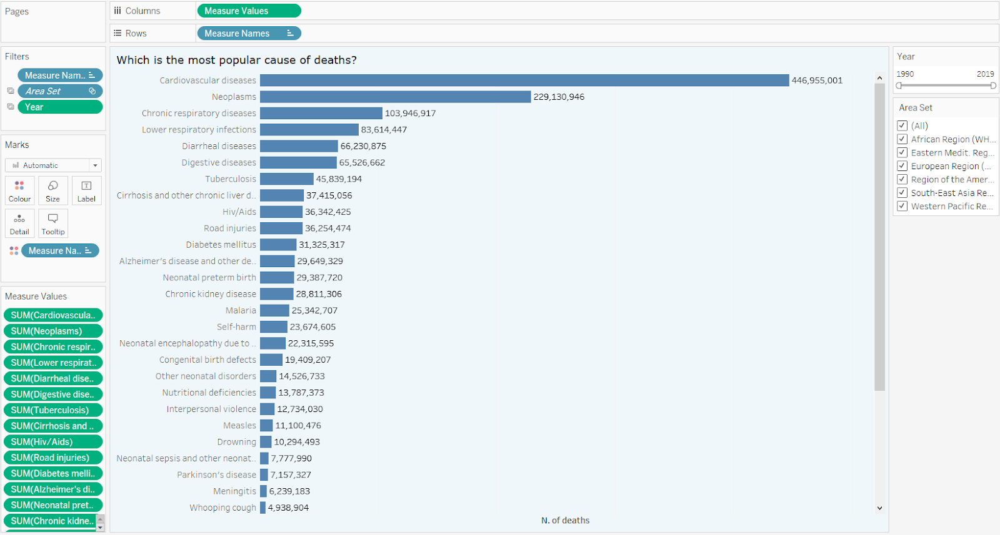 Pages
Columns
Measure Values
Rows
Measure Names
Filters
Measure Nam..
Area Set
Year
Marks
Automatic
Colour
Size
Label
Detail
Tooltip
Measure Na..
Measure Values
SUM(Cardiovascula..
SUM(Neoplasms)
SUM(Chronic respir..
SUM(Lower respirat..
SUM(Diarrheal dise..
SUM(Digestive dise..
SUM(Tuberculosis)
SUM(Cirrhosis and ..
SUM(Hiv/Aids)
SUM(Road injuries)
SUM(Diabetes melli..
SUM(Alzheimer's di..
SUM(Neonatal pret..
SUM(Chronic kidne..
Which is the most popular cause of deaths?
Cardiovascular diseases 446,955,001
Neoplasms 229,130,946
Chronic respiratory diseases 103,946,917
Lower respiratory infections 83,614,447
Diarrheal diseases 66,230,875
Digestive diseases 65,526,662
Tuberculosis 45,839,194
Cirrhosis and other chronic liver d.. 37,415,056
Hiv/Aids 36,342,425
Road injuries 36,254,474
Diabetes mellitus 31,325,317
Alzheimer's disease and other de.. 29,649,329
Neonatal preterm birth 29,387,720
Chronic kidney disease 28,811,306
Malaria 25,342,707
Self-harm 23,674,605
Neonatal encephalopathy due to .. 22,315,595
Congenital birth defects 19,409,207
Other neonatal disorders 14,526,733
Nutritional deficiencies 13,787,373
Interpersonal violence 12,734,030
Measles 11,100,476
Drowning 10,294,493
Neonatal sepsis and other neonat.. 7,777,990
Parkinson's disease 7,157,327
Meningitis 6,239,183
Whooping cough 4,938,904
N. of deaths
Year
1990 2019
Area Set
(All)
African Region (WH...
Eastern Medit. Reg...
European Region (...
Region of the Amer...
South-East Asia Re...
Western Pacific Re...